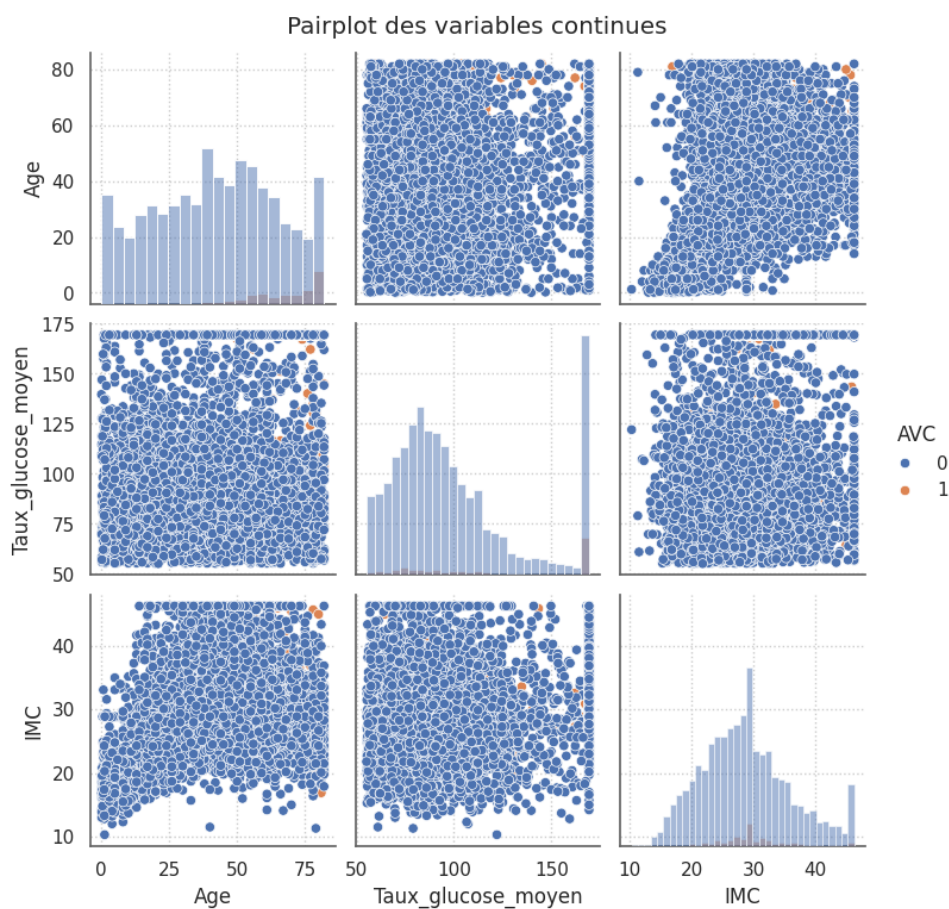 Pairplot des variables continues
80
60
40
20
0
Age
175
150
125
100
75
50
Taux_glucose_moyen
AVC
0
1
40
30
20
10
IMC
0 25 50 75
50 100 150
10 20 30 40
Age
Taux_glucose_moyen
IMC